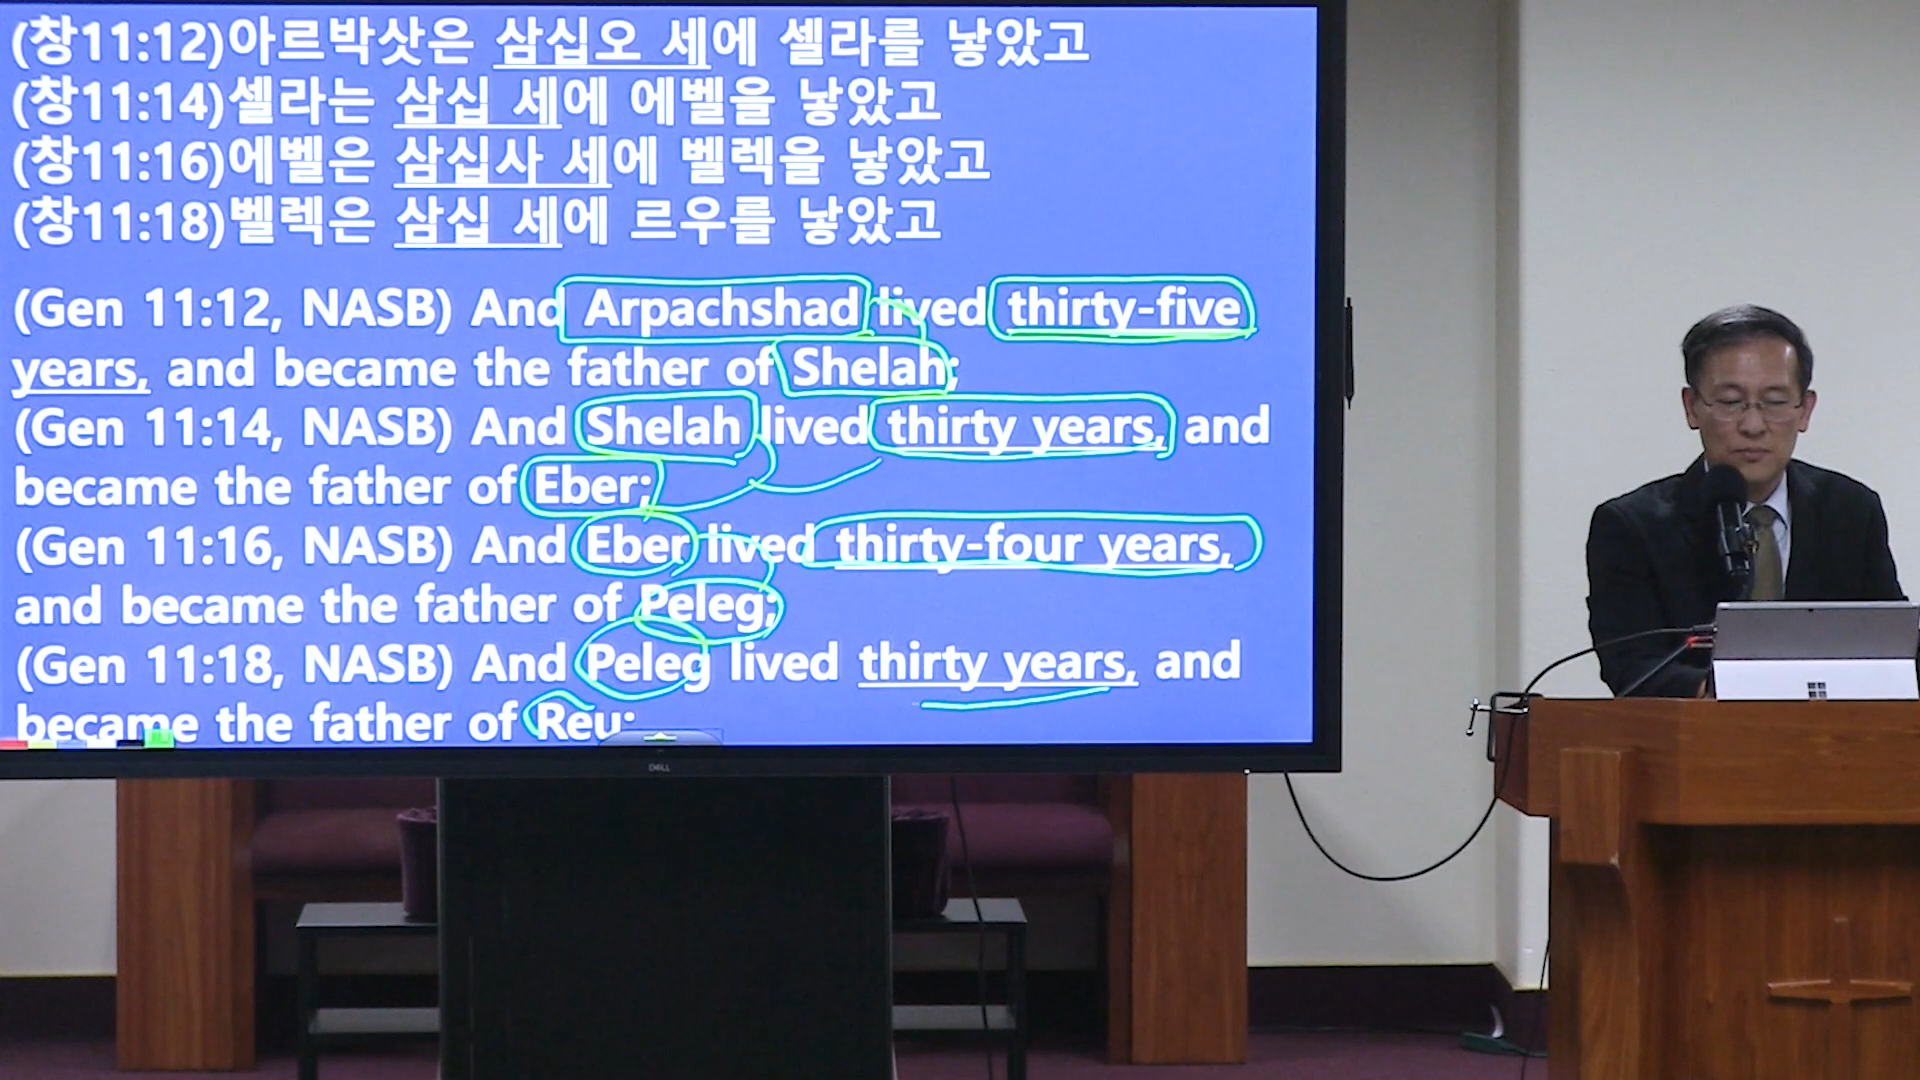 (창11:12)아르박삿은 삼십오 세에 셀라를 낳았고
(창11:14)셀라는 삼십 세에 에벨을 낳았고
(창11:16)에벨은 삼십사 세에 벨렉을 낳았고
(창11:18)벨렉은 삼십 세에 르우를 낳았고
(Gen 11:12, NASB) And Arpachshad lived thirty-five
years, and became the father of Shelah;
(Gen 11:14, NASB) And Shelah lived thirty years, and
became the father of Eber;
(Gen 11:16, NASB) And Eber lived thirty-four years,
and became the father of Peleg;
(Gen 11:18, NASB) And Peleg lived thirty years, and
became the father of Reu;
DELL